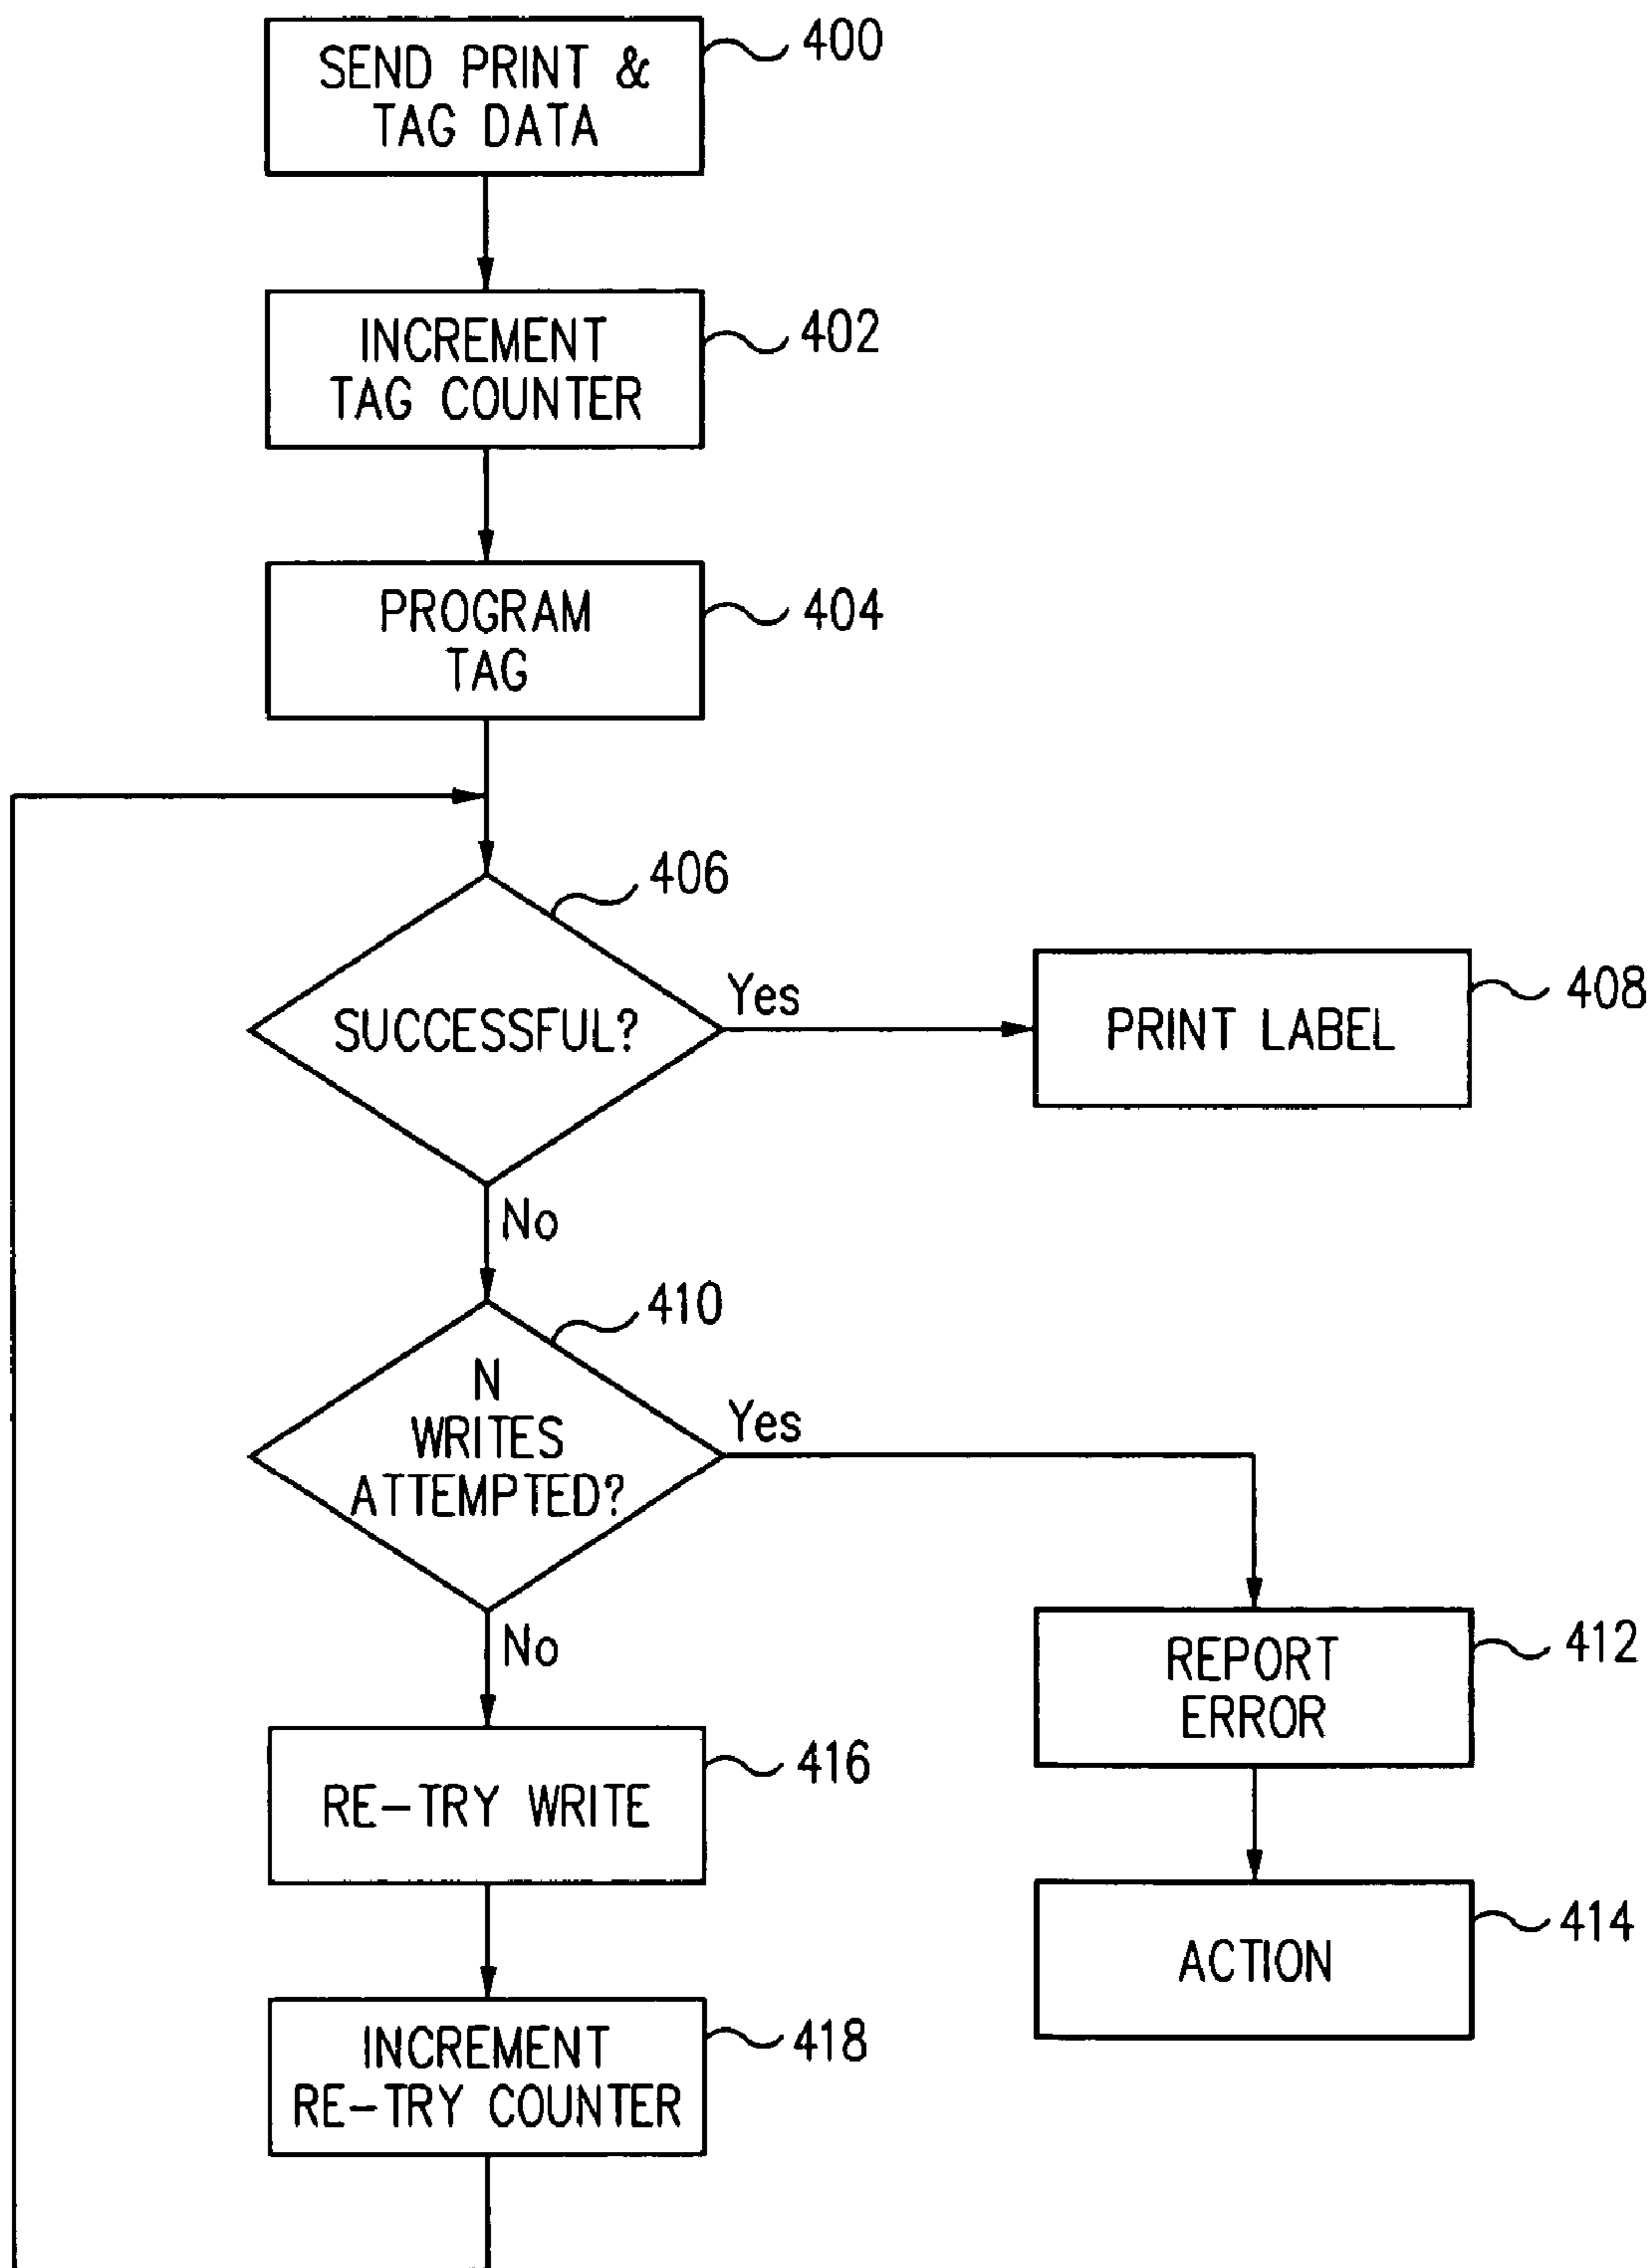 SEND PRINT &
TAG DATA
400
INCREMENT
TAG COUNTER
402
PROGRAM
TAG
404
406
SUCCESSFUL?
Yes
PRINT LABEL
408
No
410
N
WRITES
ATTEMPTED?
Yes
No
REPORT
ERROR
412
RE-TRY WRITE
416
ACTION
414
INCREMENT
RE-TRY COUNTER
418